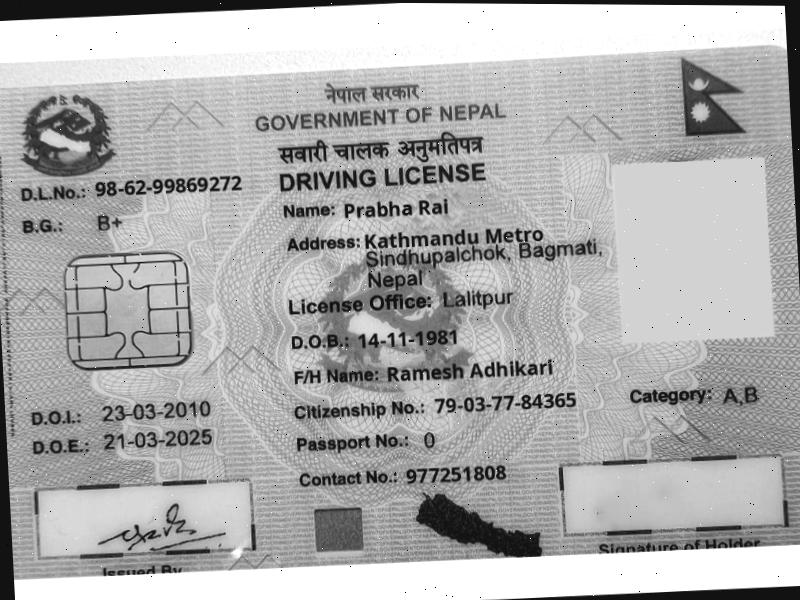 नेपाल सरकार
GOVERNMENT OF NEPAL
सवारी चालक अनुमतिपत्र
DRIVING LICENSE
D.L.No.: 98-62-99869272
B.G.: B+
Name: Prabha Rai
Address: Kathmandu Metro
Sindhupalchok, Bagmati,
Nepal
License Office: Lalitpur
D.O.B.: 14-11-1981
F/H Name: Ramesh Adhikari
Citizenship No.: 79-03-77-84365
Category: A,B
D.O.I.: 23-03-2010
D.O.E.: 21-03-2025
Passport No.: 0
Contact No.: 977251808
Issued By
Signature of Holder